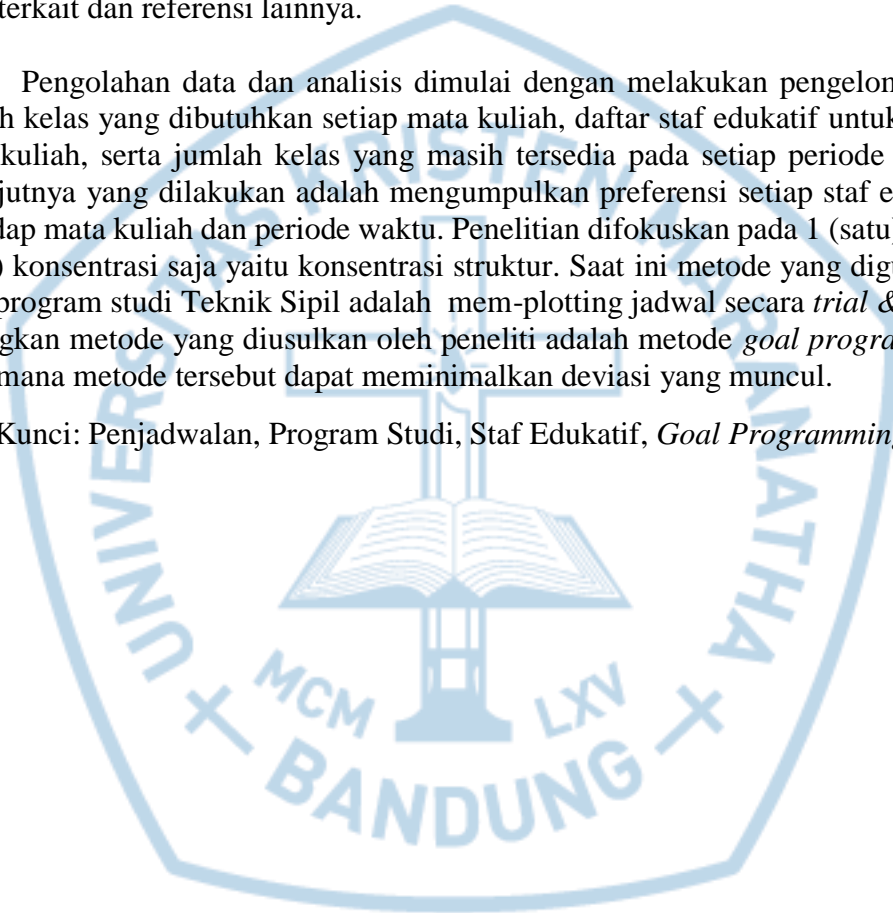 terkait dan referensi lainnya.
Pengolahan data dan analisis dimulai dengan melakukan pengelom
h kelas yang dibutuhkan setiap mata kuliah, daftar staf edukatif untuk
kuliah, serta jumlah kelas yang masih tersedia pada setiap periode
jutnya yang dilakukan adalah mengumpulkan preferensi setiap staf e
dap mata kuliah dan periode waktu. Penelitian difokuskan pada 1 (satu)
) konsentrasi saja yaitu konsentrasi struktur. Saat ini metode yang dig
program studi Teknik Sipil adalah mem-plotting jadwal secara trial &
gkan metode yang diusulkan oleh peneliti adalah metode goal progra
mana metode tersebut dapat meminimalkan deviasi yang muncul.
Kunci: Penjadwalan, Program Studi, Staf Edukatif, Goal Programming
UNIVERSITAS KRISTEN MARANATHA
MCM LXV
BANDUNG